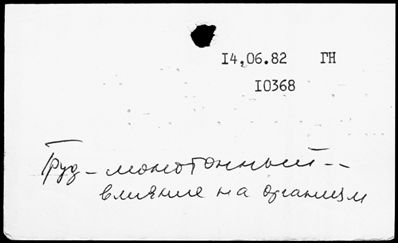 14,06.82 ГН
10368
Труд – монотонный --
влияние на организм